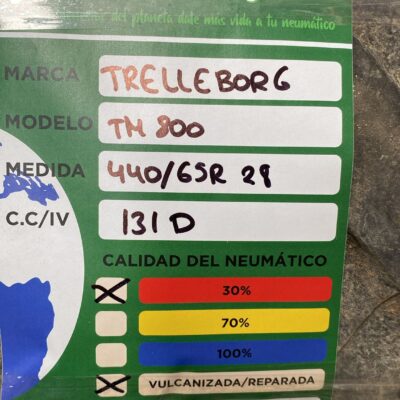 del planeta date más vida a tu neumático
MARCA TRELLEBORG
MODELO TM 800
MEDIDA 440/65R 28
C.C/IV 131D
CALIDAD DEL NEUMÁTICO
30%
70%
100%
VULCANIZADA/REPARADA